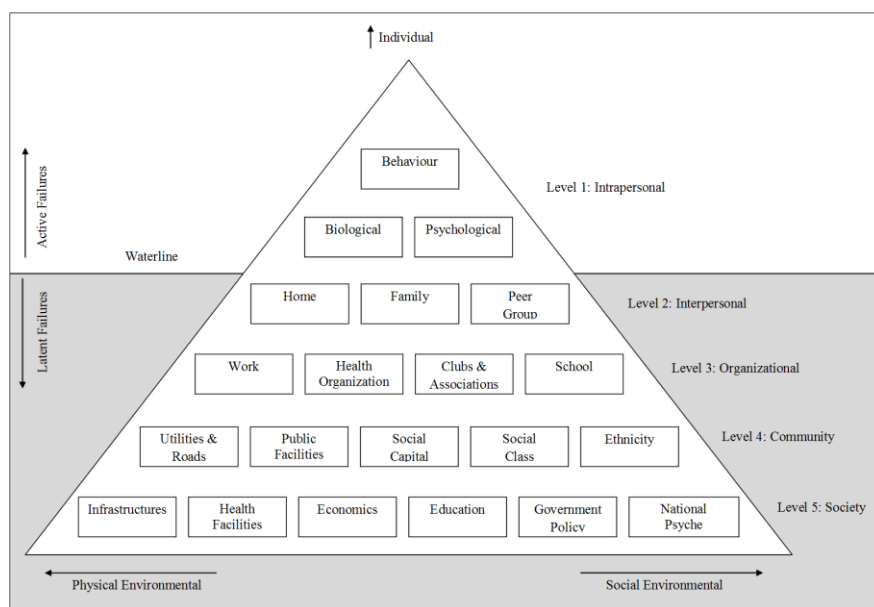 Individual
Behaviour
Level 1: Intrapersonal
Active Failures
Biological
Psychological
Waterline
Latent Failures
Home
Family
Peer
Group
Level 2: Interpersonal
Work
Health
Organization
Clubs &
Associations
School
Level 3: Organizational
Utilities &
Roads
Public
Facilities
Social
Capital
Social
Class
Ethnicity
Level 4: Community
Infrastructures
Health
Facilities
Economics
Education
Government
Policy
National
Psyche
Level 5: Society
Physical Environmental
Social Environmental